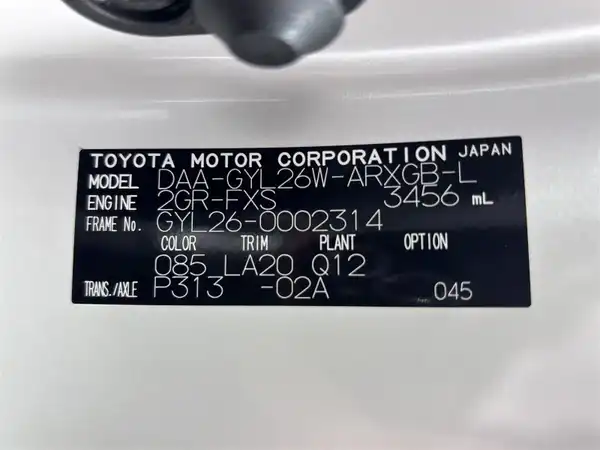 TOYOTA MOTOR CORPORATION JAPAN
MODEL DAA-GYL26W-ARXGB-L
ENGINE 2GR-FXS 3456 mL
FRAME No. GYL26-0002314
COLOR TRIM PLANT OPTION
085 LA20 Q12
TRANS./AXLE P313 -02A 045